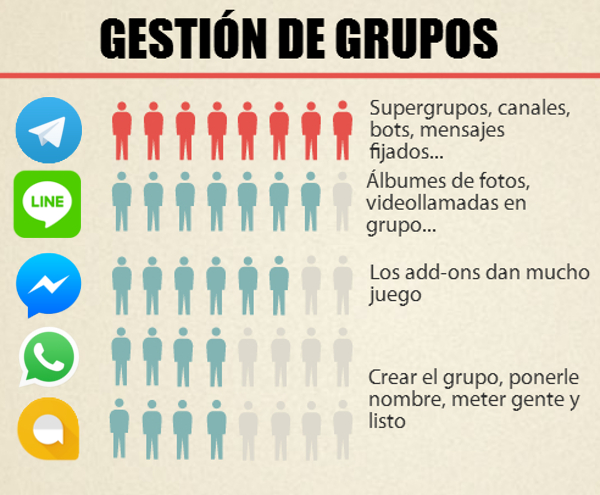 GESTIÓN DE GRUPOS
Supergrupos, canales,
bots, mensajes
fijados...
LINE
Álbumes de fotos,
videollamadas en
grupo...
Los add-ons dan mucho
juego
Crear el grupo, ponerle
nombre, meter gente y
listo